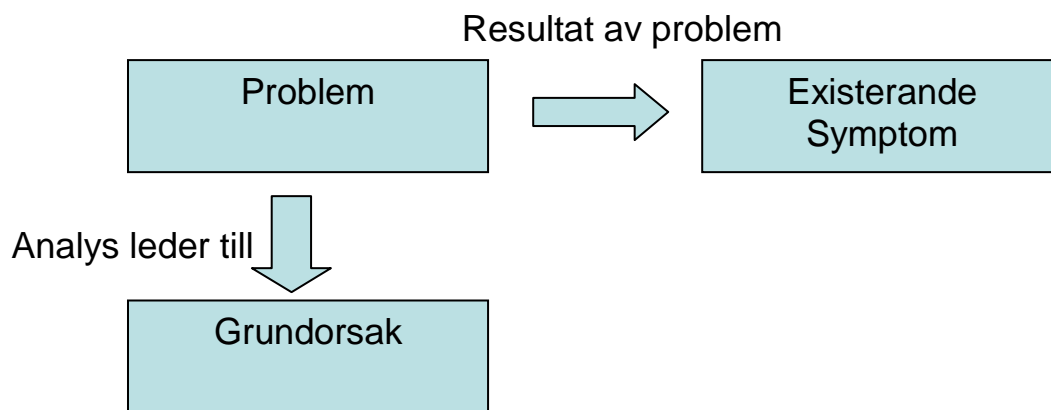 Resultat av problem
Problem
Existerande
Symptom
Analys leder till
Grundorsak